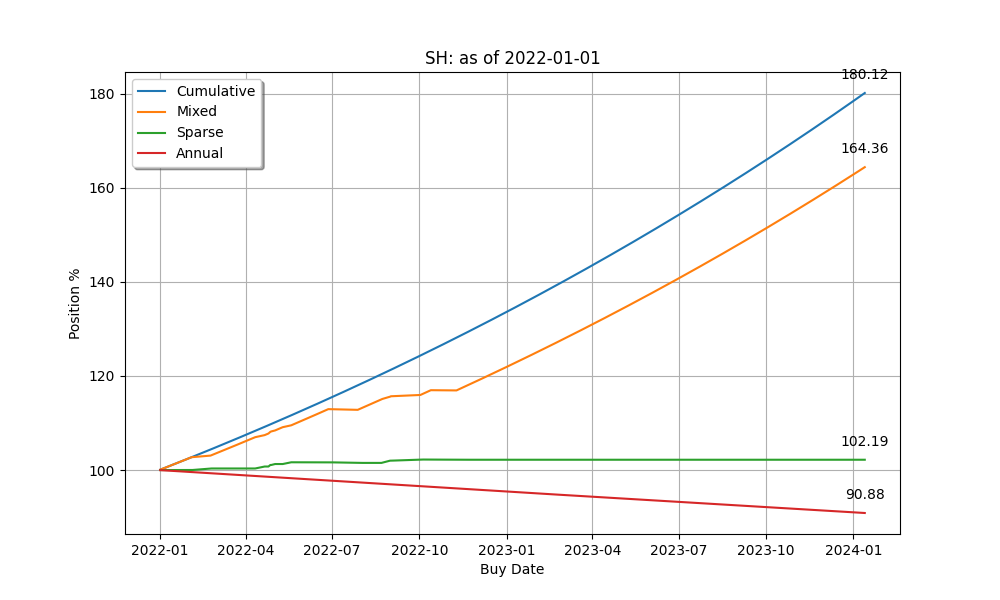 SH: as of 2022-01-01
180.12
Cumulative
Mixed
Sparse
Annual
164.36
102.19
90.88
180
160
140
120
100
Position %
2022-01 2022-04 2022-07 2022-10 2023-01 2023-04 2023-07 2023-10 2024-01
Buy Date